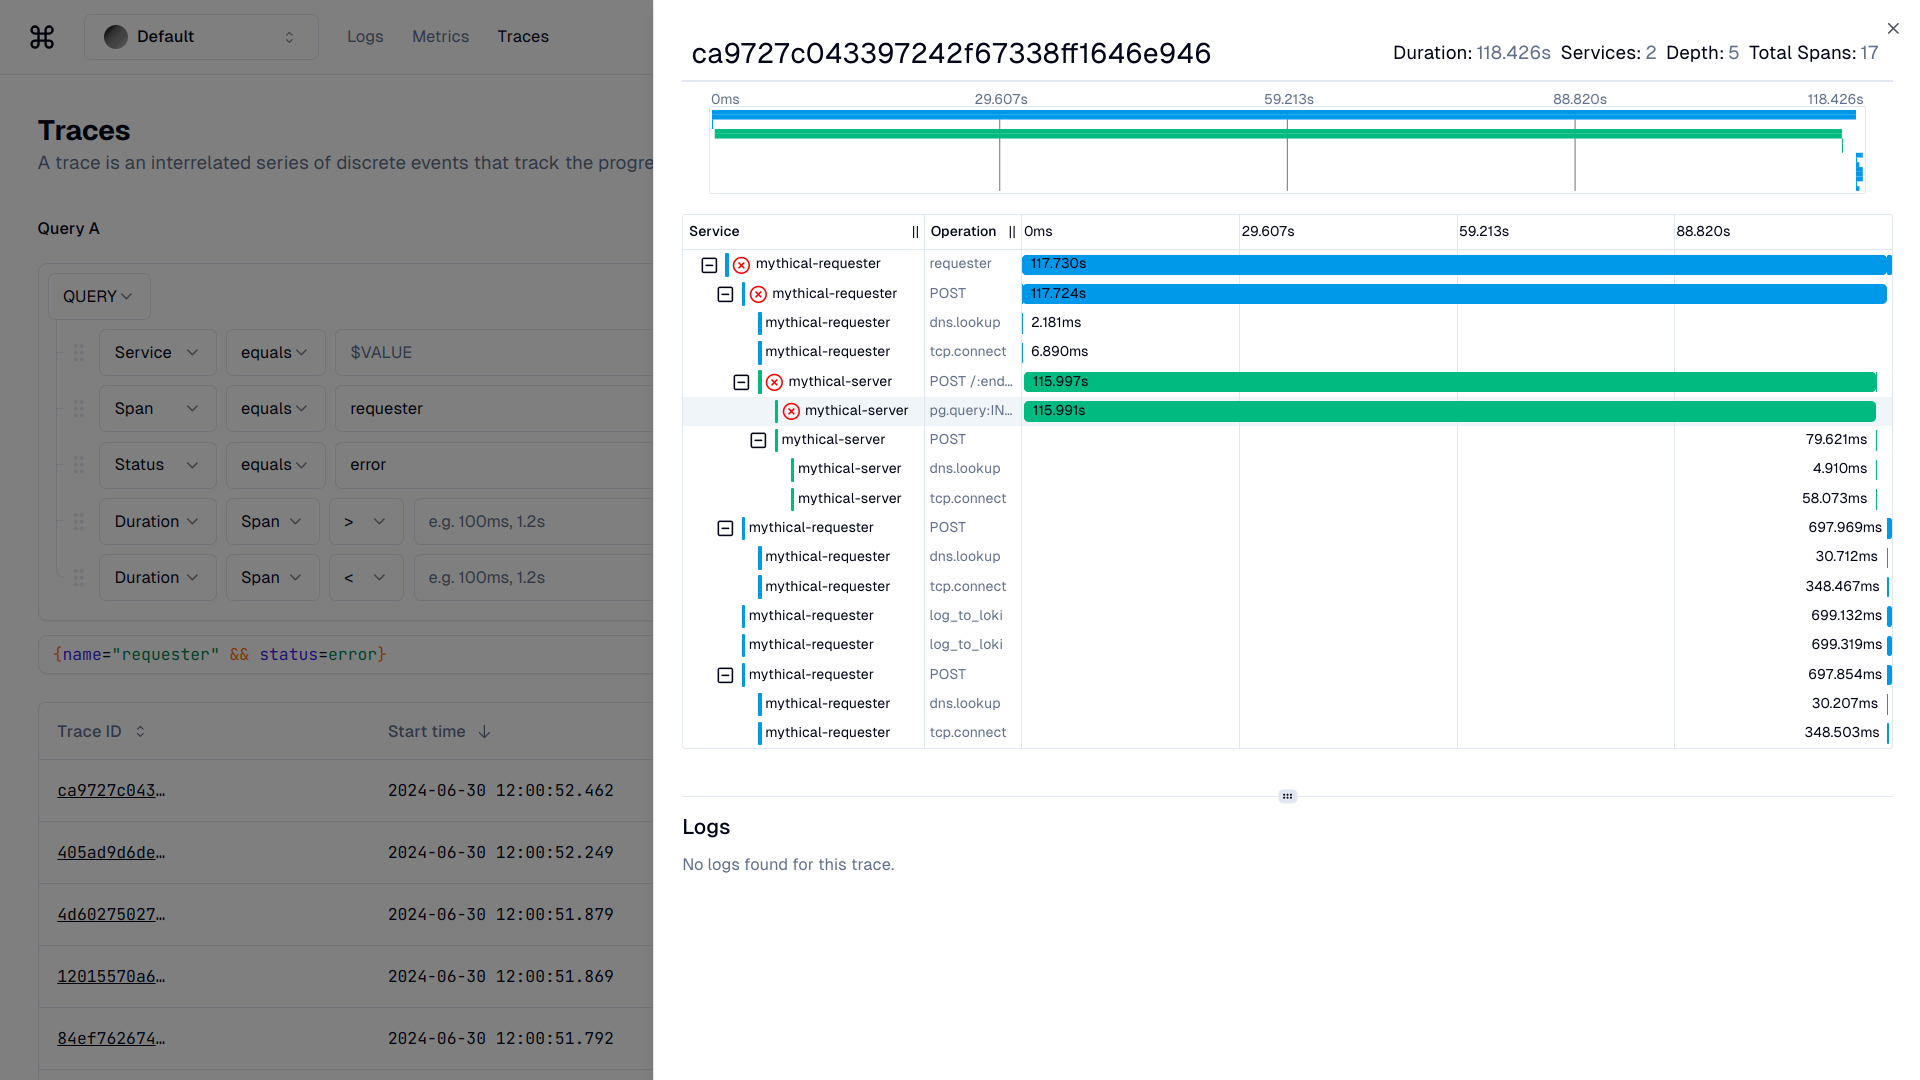 Default
Logs
Metrics
Traces
Traces
A trace is an interrelated series of discrete events that track the progre
Query A
QUERY
Service equals $VALUE
Span equals requester
Status equals error
Duration Span > e.g. 100ms, 1.2s
Duration Span < e.g. 100ms, 1.2s
{name="requester" && status=error}
Trace ID Start time
ca9727c043… 2024-06-30 12:00:52.462
405ad9d6de… 2024-06-30 12:00:52.249
4d60275027… 2024-06-30 12:00:51.879
12015570a6… 2024-06-30 12:00:51.869
84ef762674… 2024-06-30 12:00:51.792
ca9727c043397242f67338ff1646e946
Duration: 118.426s Services: 2 Depth: 5 Total Spans: 17
0ms 29.607s 59.213s 88.820s 118.426s
Service Operation 0ms 29.607s 59.213s 88.820s
mythical-requester requester 117.730s
mythical-requester POST 117.724s
mythical-requester dns.lookup 2.181ms
mythical-requester tcp.connect 6.890ms
mythical-server POST /:end… 115.997s
mythical-server pg.query:IN… 115.991s
mythical-server POST 79.621ms
mythical-server dns.lookup 4.910ms
mythical-server tcp.connect 58.073ms
mythical-requester POST 697.969ms
mythical-requester dns.lookup 30.712ms
mythical-requester tcp.connect 348.467ms
mythical-requester log_to_loki 699.132ms
mythical-requester log_to_loki 699.319ms
mythical-requester POST 697.854ms
mythical-requester dns.lookup 30.207ms
mythical-requester tcp.connect 348.503ms
Logs
No logs found for this trace.